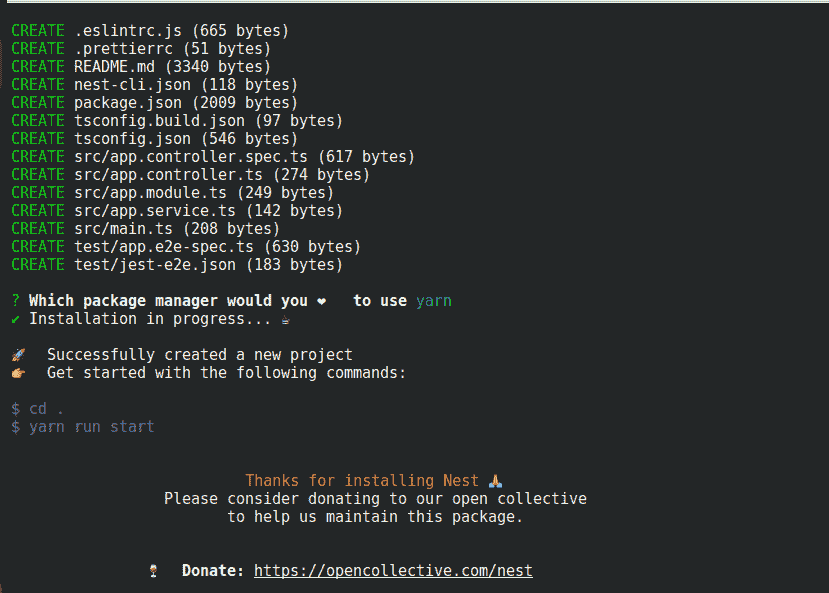 CREATE .eslintrc.js (665 bytes)
CREATE .prettierrc (51 bytes)
CREATE README.md (3340 bytes)
CREATE nest-cli.json (118 bytes)
CREATE package.json (2009 bytes)
CREATE tsconfig.build.json (97 bytes)
CREATE tsconfig.json (546 bytes)
CREATE src/app.controller.spec.ts (617 bytes)
CREATE src/app.controller.ts (274 bytes)
CREATE src/app.module.ts (249 bytes)
CREATE src/app.service.ts (142 bytes)
CREATE src/main.ts (208 bytes)
CREATE test/app.e2e-spec.ts (630 bytes)
CREATE test/jest-e2e.json (183 bytes)
? Which package manager would you ❤ to use yarn
✔ Installation in progress... ☕
🚀 Successfully created a new project
👉 Get started with the following commands:
$ cd .
$ yarn run start
Thanks for installing Nest 🙏
Please consider donating to our open collective
to help us maintain this package.
🍷 Donate: https://opencollective.com/nest